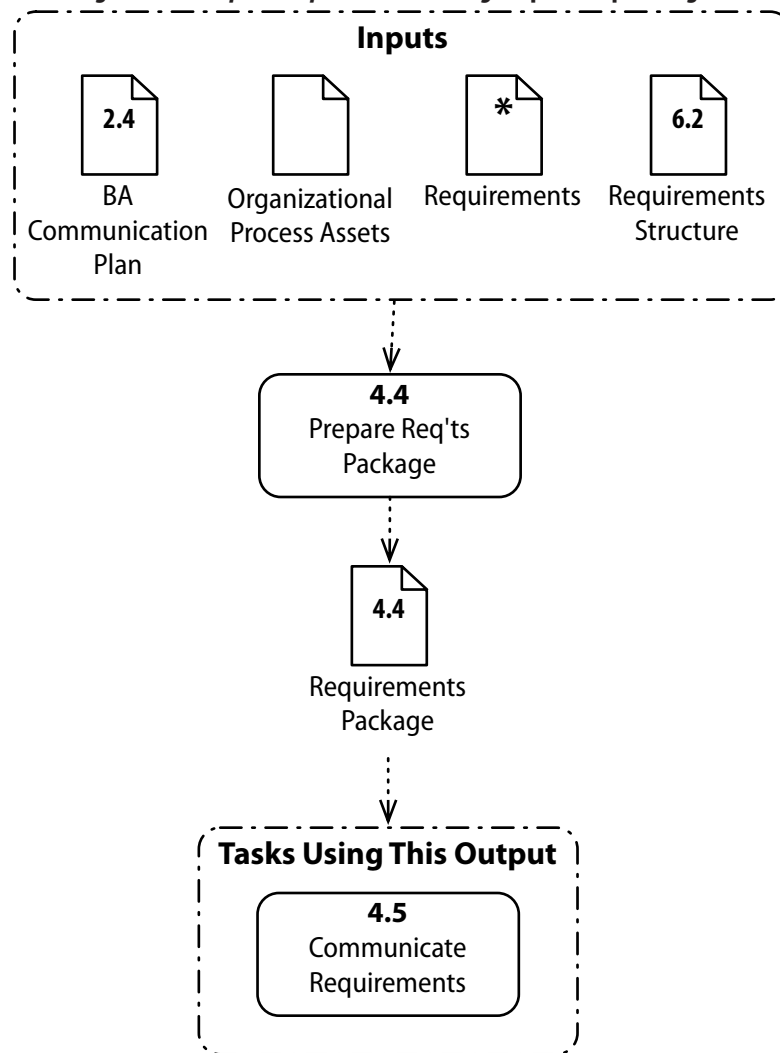 Inputs
2.4
BA
Communication
Plan
Organizational
Process Assets
*
Requirements
6.2
Requirements
Structure
4.4
Prepare Req'ts
Package
4.4
Requirements
Package
Tasks Using This Output
4.5
Communicate
Requirements